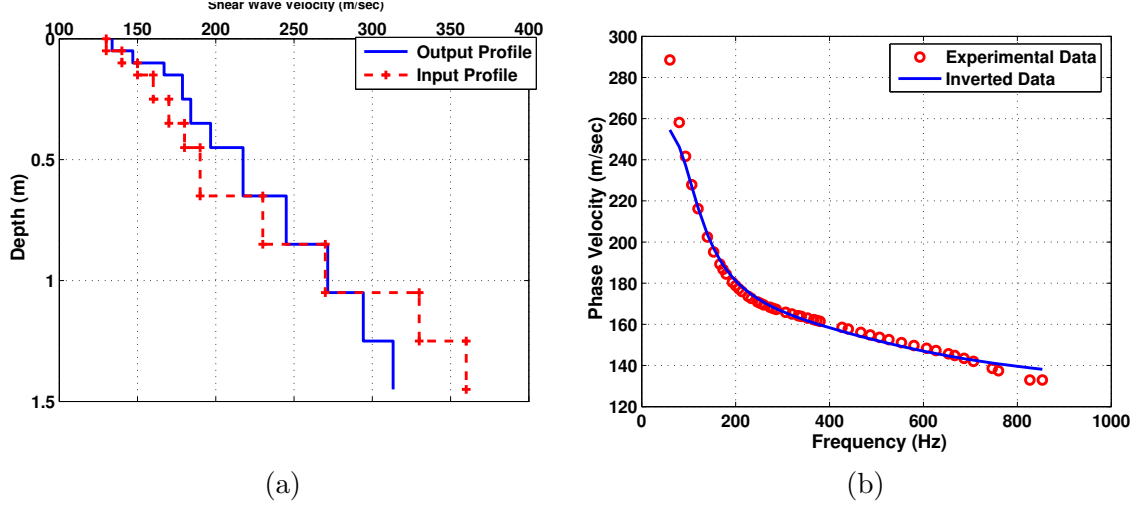 Shear Wave Velocity (m/sec)
100 150 200 250 300 350 400
0
0.5
1
1.5
Depth (m)
Output Profile
Input Profile
(a)
300
280
260
240
220
200
180
160
140
120
Phase Velocity (m/sec)
Experimental Data
Inverted Data
0 200 400 600 800 1000
Frequency (Hz)
(b)